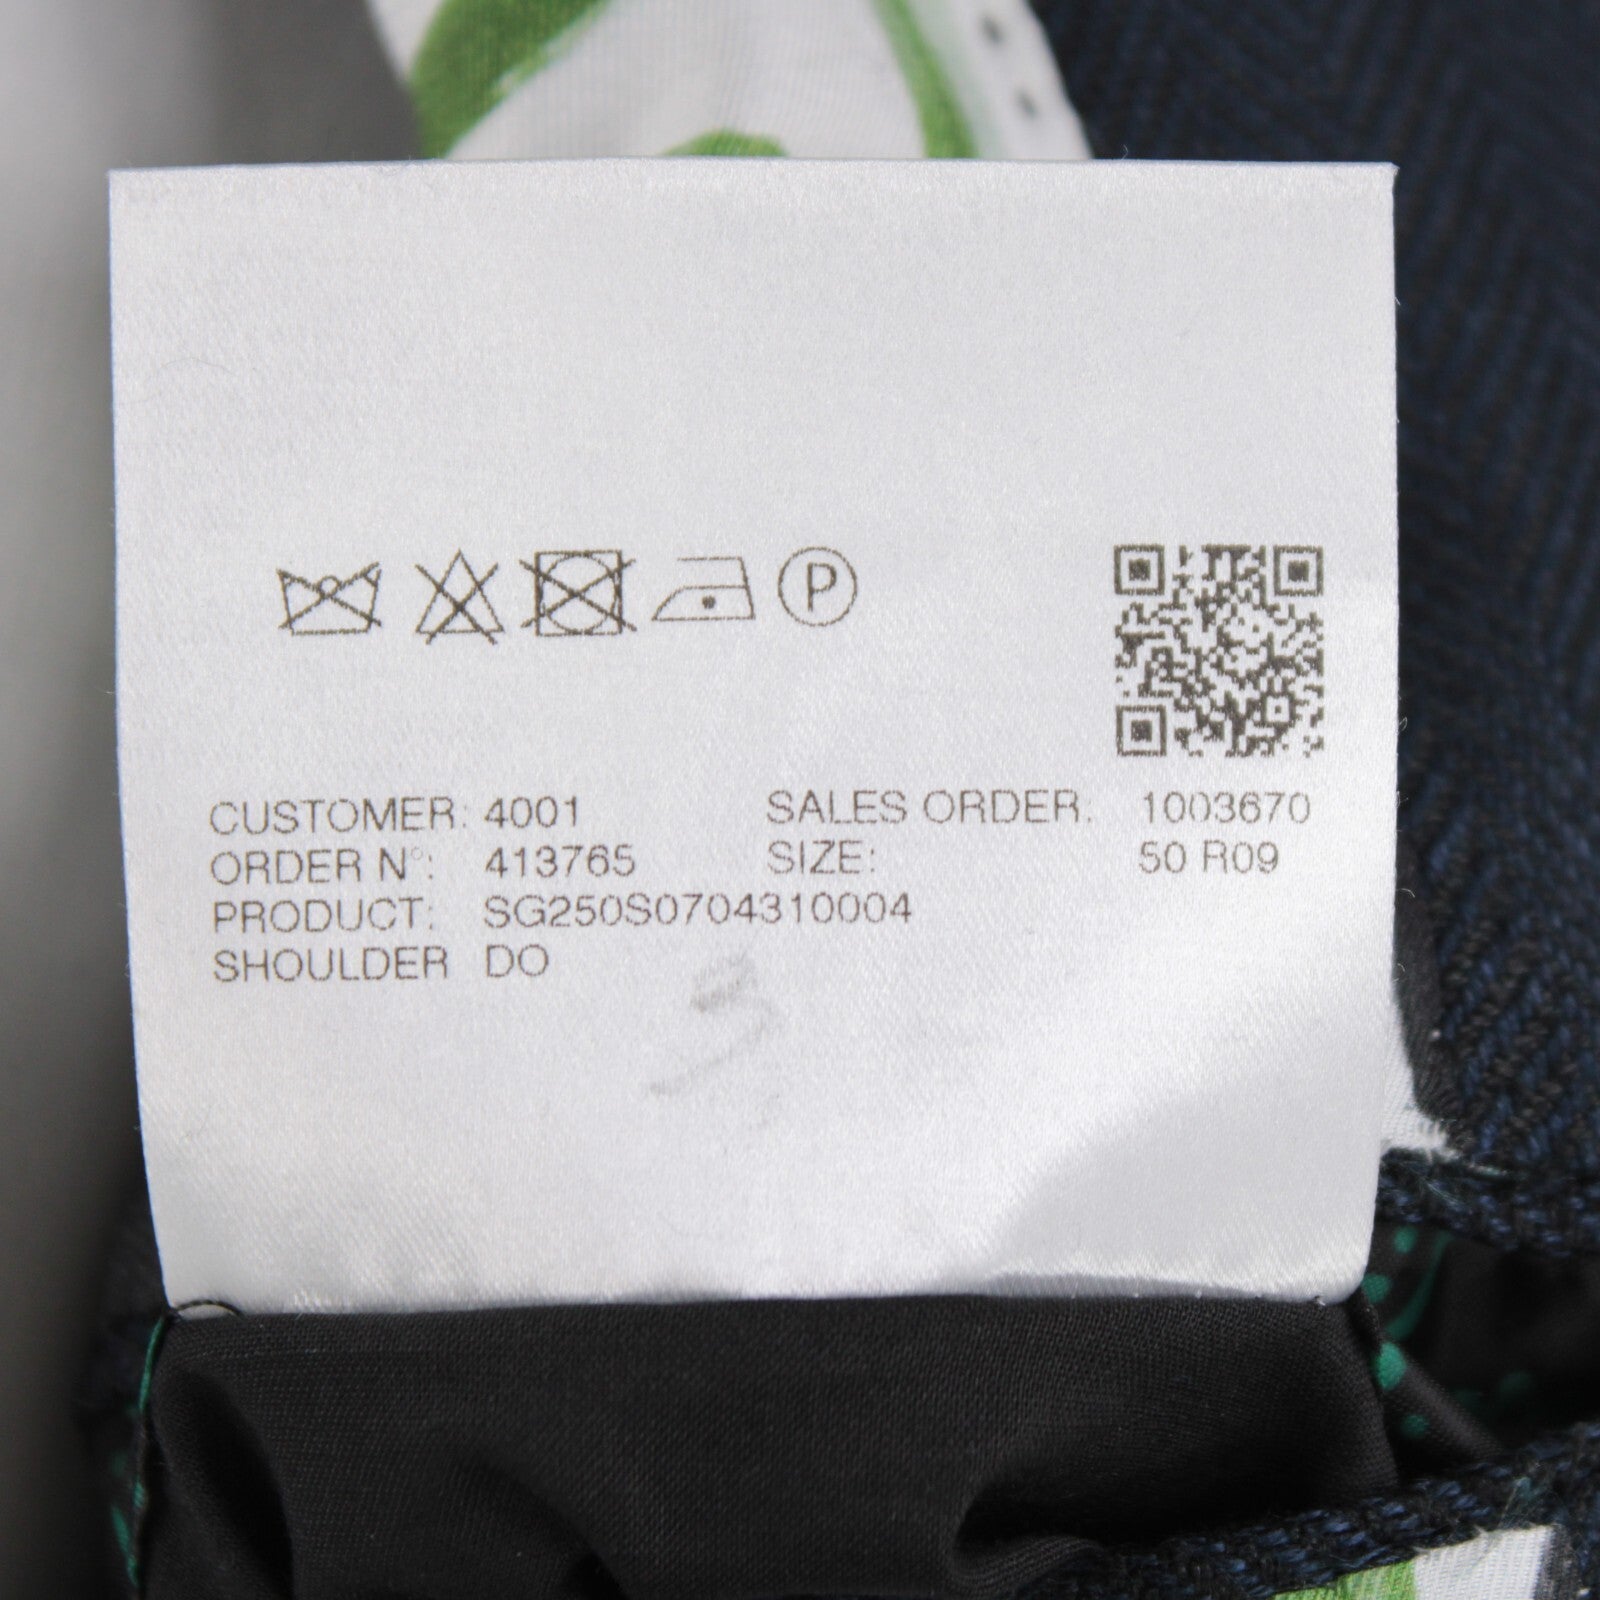 P
CUSTOMER: 4001 SALES ORDER: 1003670
ORDER N°: 413765 SIZE: 50 R09
PRODUCT: SG250S0704310004
SHOULDER DO